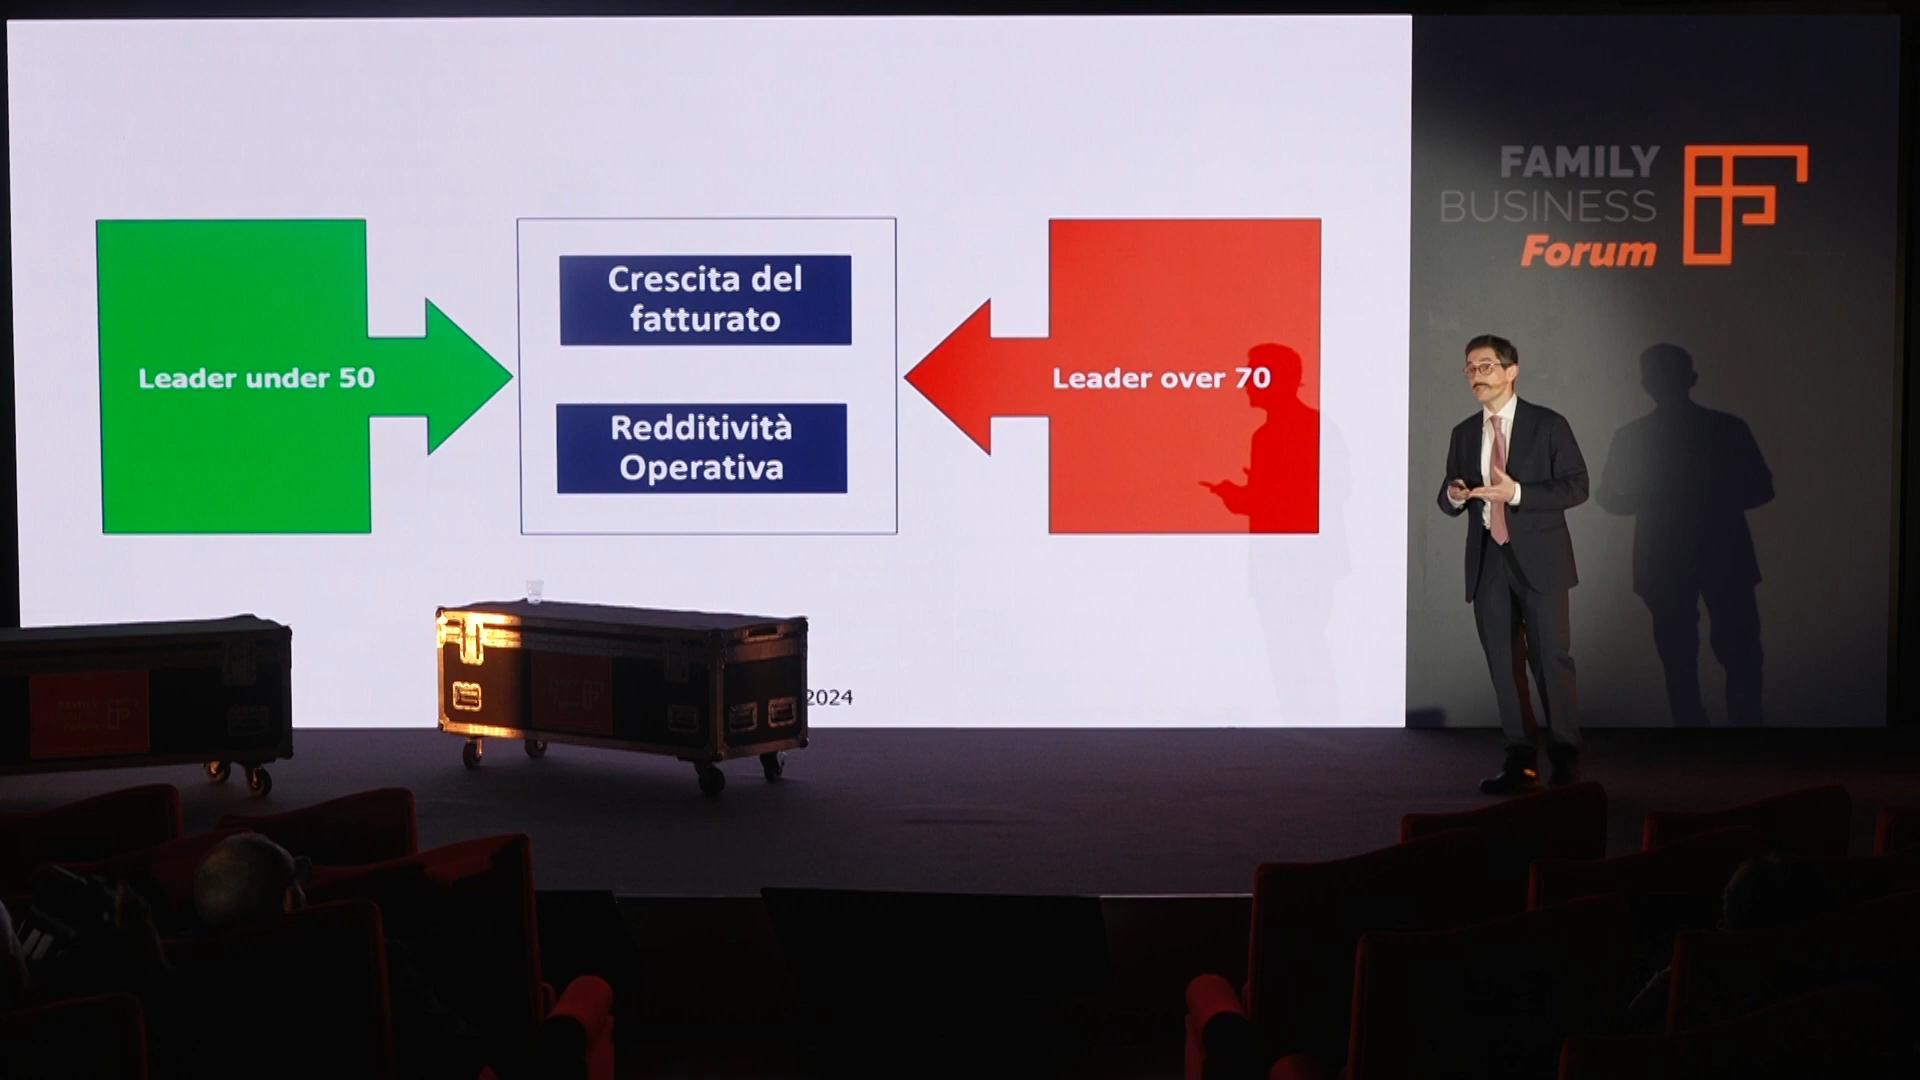 Leader under 50
Crescita del
fatturato
Redditività
Operativa
Leader over 70
2024
FAMILY
BUSINESS
Forum